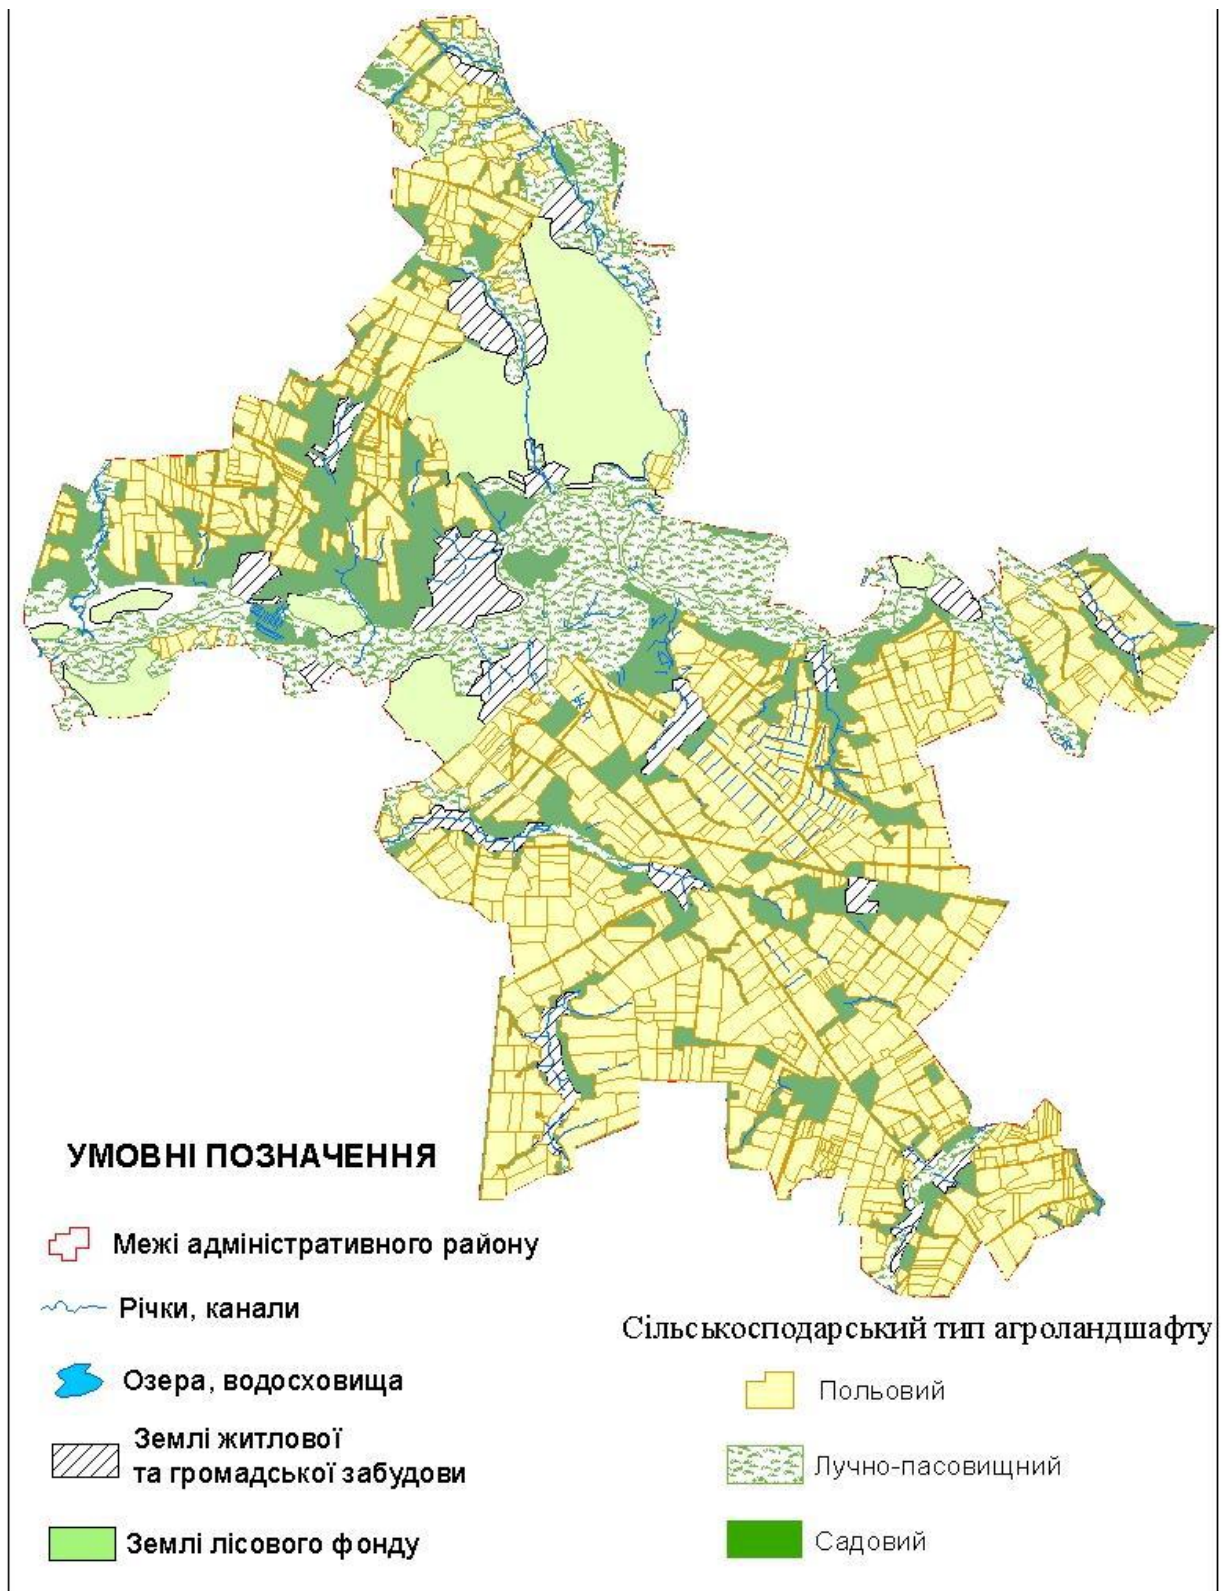 УМОВНІ ПОЗНАЧЕННЯ
Межі адміністративного району
Річки, канали
Озера, водосховища
Землі житлової
та громадської забудови
Землі лісового фонду
Сільськосподарський тип агроландшафту
Польовий
Лучно-пасовищний
Садовий